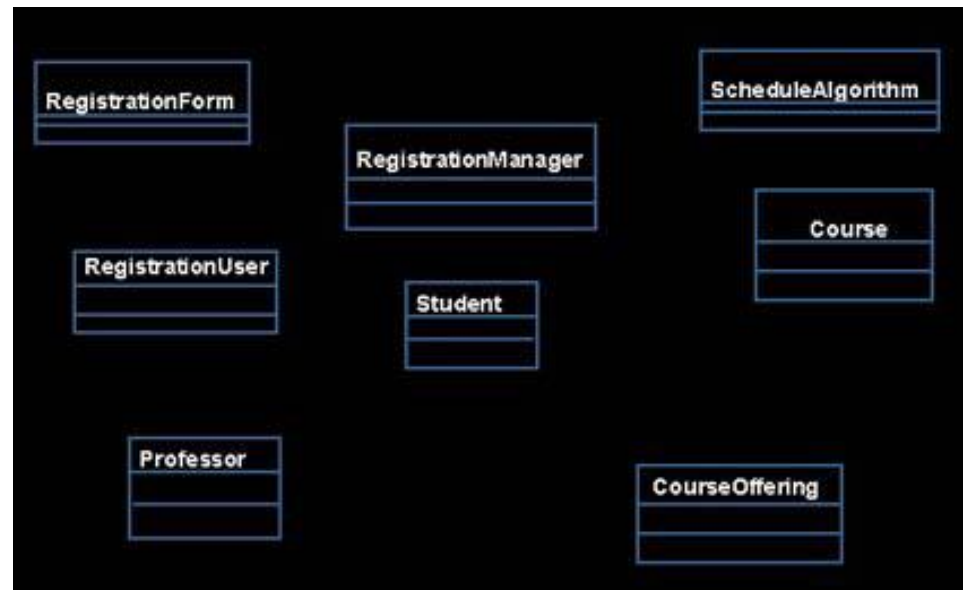 RegistrationForm
ScheduleAlgorithm
RegistrationManager
Course
RegistrationUser
Student
Professor
CourseOffering